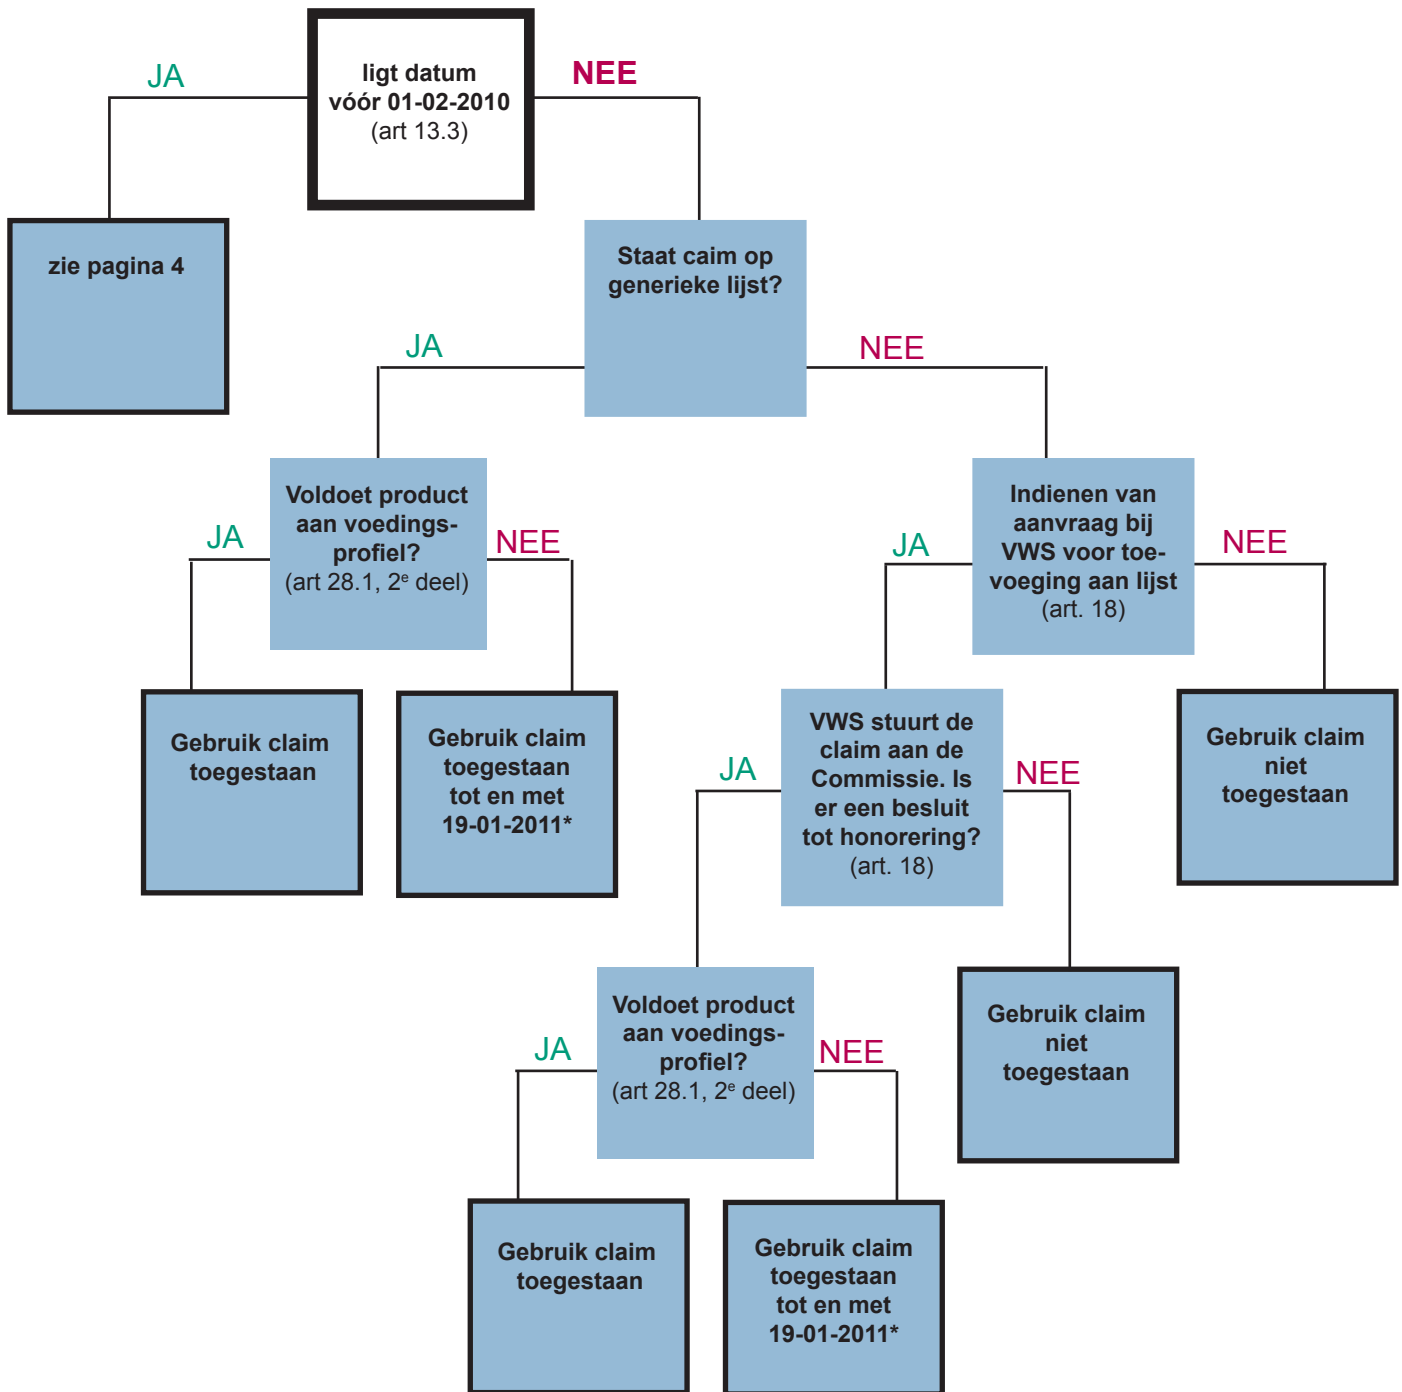 JA
ligt datum
vóór 01-02-2010
(art 13.3)
NEE
zie pagina 4
Staat caim op
generieke lijst?
JA
NEE
Voldoet product
aan voedings-
profiel?
(art 28.1, 2e deel)
JA
NEE
Indienen van
aanvraag bij
VWS voor toe-
voeging aan lijst
(art. 18)
JA
NEE
Gebruik claim
toegestaan
Gebruik claim
toegestaan
tot en met
19-01-2011*
VWS stuurt de
claim aan de
Commissie. Is
er een besluit
tot honorering?
(art. 18)
JA
NEE
Gebruik claim
niet
toegestaan
Voldoet product
aan voedings-
profiel?
(art 28.1, 2e deel)
JA
NEE
Gebruik claim
niet
toegestaan
Gebruik claim
toegestaan
Gebruik claim
toegestaan
tot en met
19-01-2011*